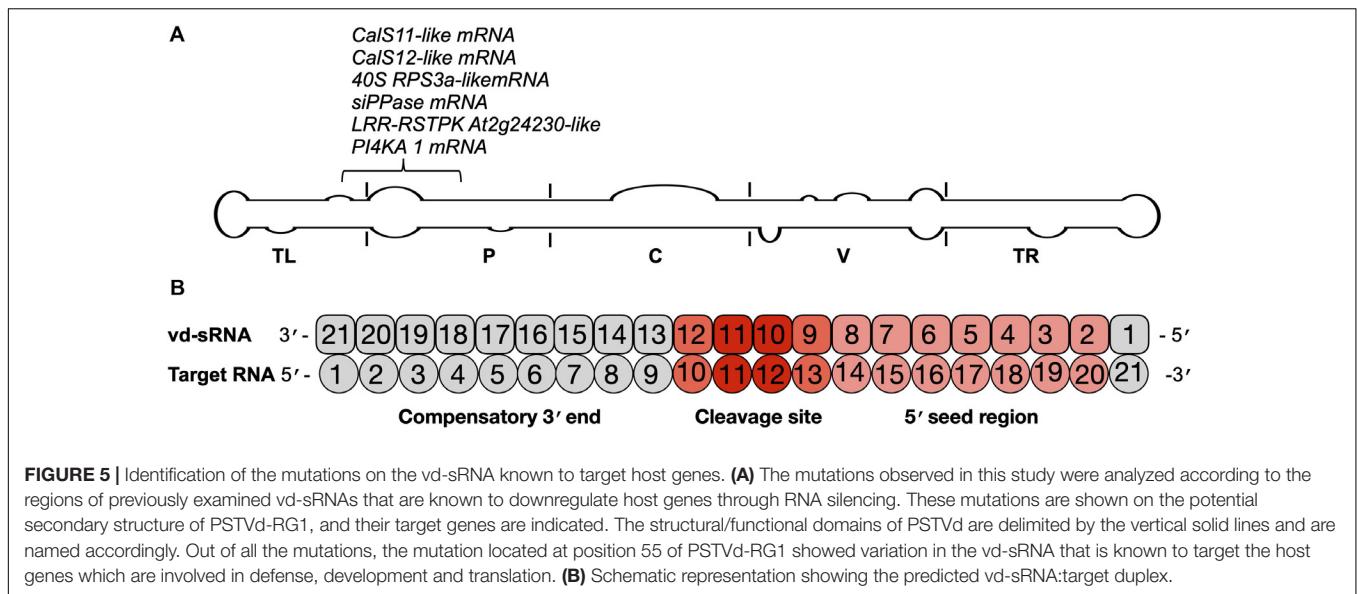 A
CalS11-like mRNA
CalS12-like mRNA
40S RPS3a-likemRNA
siPPase mRNA
LRR-RSTPK At2g24230-like
PI4KA 1 mRNA
TL P C V TR
B
vd-sRNA 3′ - 21 20 19 18 17 16 15 14 13 12 11 10 9 8 7 6 5 4 3 2 1 - 5′
Target RNA 5′ - 1 2 3 4 5 6 7 8 9 10 11 12 13 14 15 16 17 18 19 20 21 -3′
Compensatory 3′ end Cleavage site 5′ seed region
FIGURE 5 | Identification of the mutations on the vd-sRNA known to target host genes. (A) The mutations observed in this study were analyzed according to the
regions of previously examined vd-sRNAs that are known to downregulate host genes through RNA silencing. These mutations are shown on the potential
secondary structure of PSTVd-RG1, and their target genes are indicated. The structural/functional domains of PSTVd are delimited by the vertical solid lines and are
named accordingly. Out of all the mutations, the mutation located at position 55 of PSTVd-RG1 showed variation in the vd-sRNA that is known to target the host
genes which are involved in defense, development and translation. (B) Schematic representation showing the predicted vd-sRNA:target duplex.